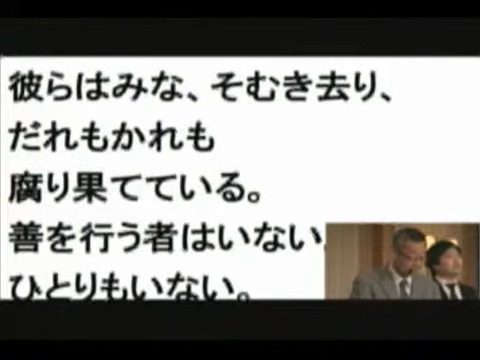 彼らはみな、そむき去り、
だれもかれも
腐り果てている。
善を行う者はいない。
ひとりもいない。